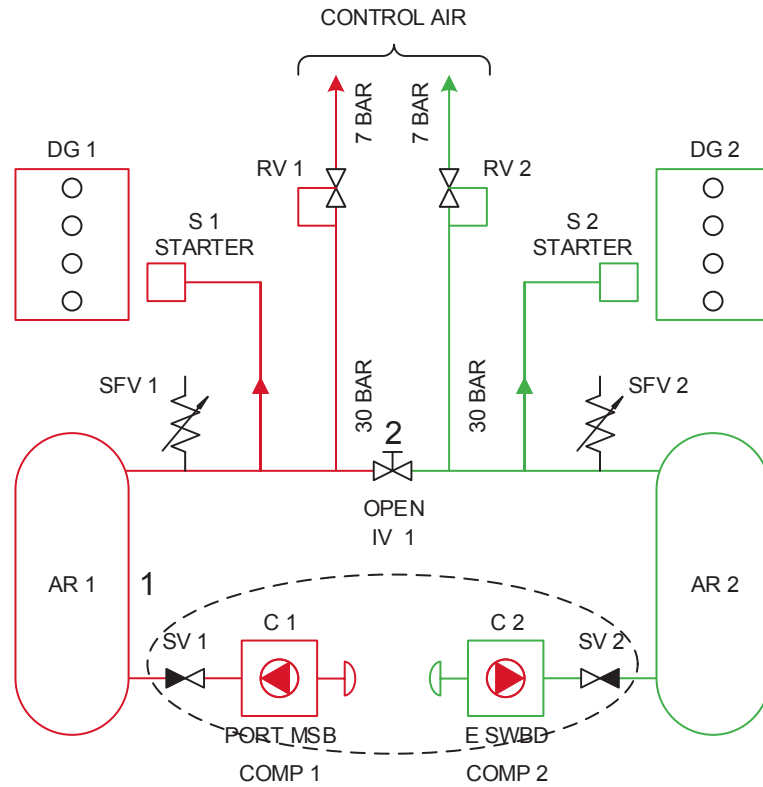 CONTROL AIR
7 BAR
7 BAR
DG 1
RV 1
RV 2
DG 2
S 1
STARTER
S 2
STARTER
SFV 1
30 BAR
30 BAR
SFV 2
2
OPEN
IV 1
AR 1
1
AR 2
SV 1
C 1
C 2
SV 2
PORT MSB
E SWBD
COMP 1
COMP 2